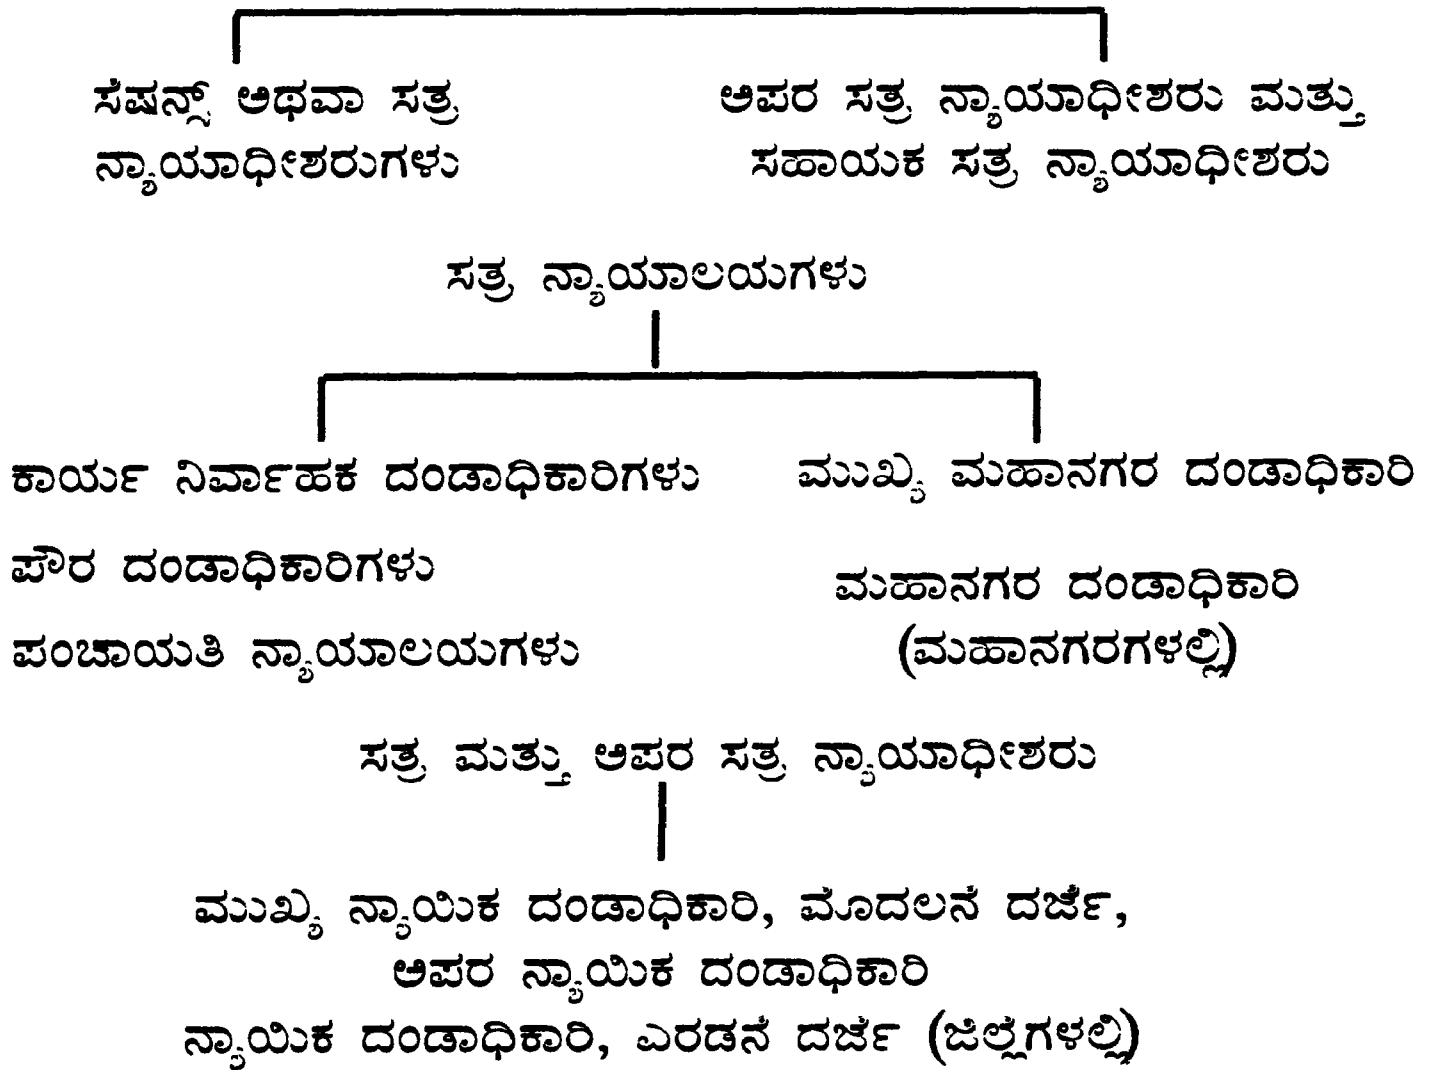 ಸೆಷನ್ಸ್ ಅಥವಾ ಸತ್ರ
ನ್ಯಾಯಾಧೀಶರುಗಳು
ಅಪರ ಸತ್ರ ನ್ಯಾಯಾಧೀಶರು ಮತ್ತು
ಸಹಾಯಕ ಸತ್ರ ನ್ಯಾಯಾಧೀಶರು
ಸತ್ರ ನ್ಯಾಯಾಲಯಗಳು
ಕಾರ್ಯ ನಿರ್ವಾಹಕ ದಂಡಾಧಿಕಾರಿಗಳು
ಪೌರ ದಂಡಾಧಿಕಾರಿಗಳು
ಪಂಚಾಯತಿ ನ್ಯಾಯಾಲಯಗಳು
ಮುಖ್ಯ ಮಹಾನಗರ ದಂಡಾಧಿಕಾರಿ
ಮಹಾನಗರ ದಂಡಾಧಿಕಾರಿ
(ಮಹಾನಗರಗಳಲ್ಲಿ)
ಸತ್ರ ಮತ್ತು ಅಪರ ಸತ್ರ ನ್ಯಾಯಾಧೀಶರು
ಮುಖ್ಯ ನ್ಯಾಯಿಕ ದಂಡಾಧಿಕಾರಿ, ಮೊದಲನೆ ದರ್ಜೆ,
ಅಪರ ನ್ಯಾಯಿಕ ದಂಡಾಧಿಕಾರಿ
ನ್ಯಾಯಿಕ ದಂಡಾಧಿಕಾರಿ, ಎರಡನೆ ದರ್ಜೆ (ಜಿಲ್ಲೆಗಳಲ್ಲಿ)